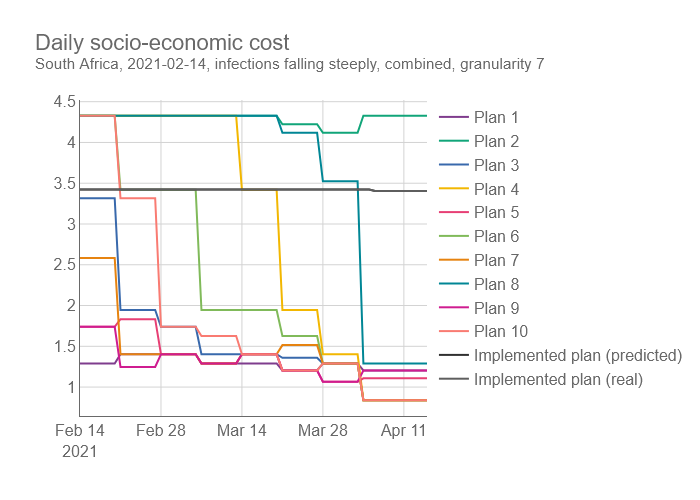 Daily socio-economic cost
South Africa, 2021-02-14, infections falling steeply, combined, granularity 7
4.5
4
3.5
3
2.5
2
1.5
1
Feb 14
2021
Feb 28
Mar 14
Mar 28
Apr 11
Plan 1
Plan 2
Plan 3
Plan 4
Plan 5
Plan 6
Plan 7
Plan 8
Plan 9
Plan 10
Implemented plan (predicted)
Implemented plan (real)